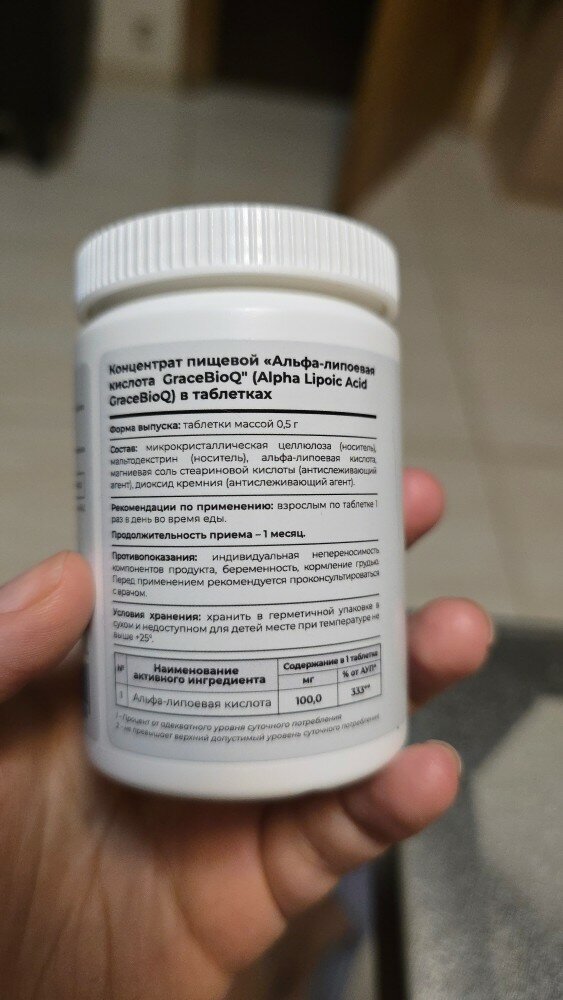 Концентрат пищевой «Альфа-липоевая
кислота GraceBioQ" (Alpha Lipoic Acid
GraceBioQ) в таблетках
Форма выпуска: таблетки массой 0,5 г
Состав: микрокристаллическая целлюлоза (носитель),
мальтодекстрин (носитель), альфа-липоевая кислота,
магниевая соль стеариновой кислоты (антислеживающий
агент), диоксид кремния (антислеживающий агент).
Рекомендации по применению: взрослым по таблетке 1
раз в день во время еды.
Продолжительность приема – 1 месяц.
Противопоказания: индивидуальная непереносимость
компонентов продукта, беременность, кормление грудью.
Перед применением рекомендуется проконсультироваться
с врачом.
Условия хранения: хранить в герметичной упаковке в
сухом и недоступном для детей месте при температуре не
выше +25°.
№ Наименование активного ингредиента Содержание в 1 таблетке
мг % от АУП*
1 Альфа-липоевая кислота 100,0 333**
1 - Процент от адекватного уровня суточного потребления
2 - не превышает верхний допустимый уровень суточного потребления